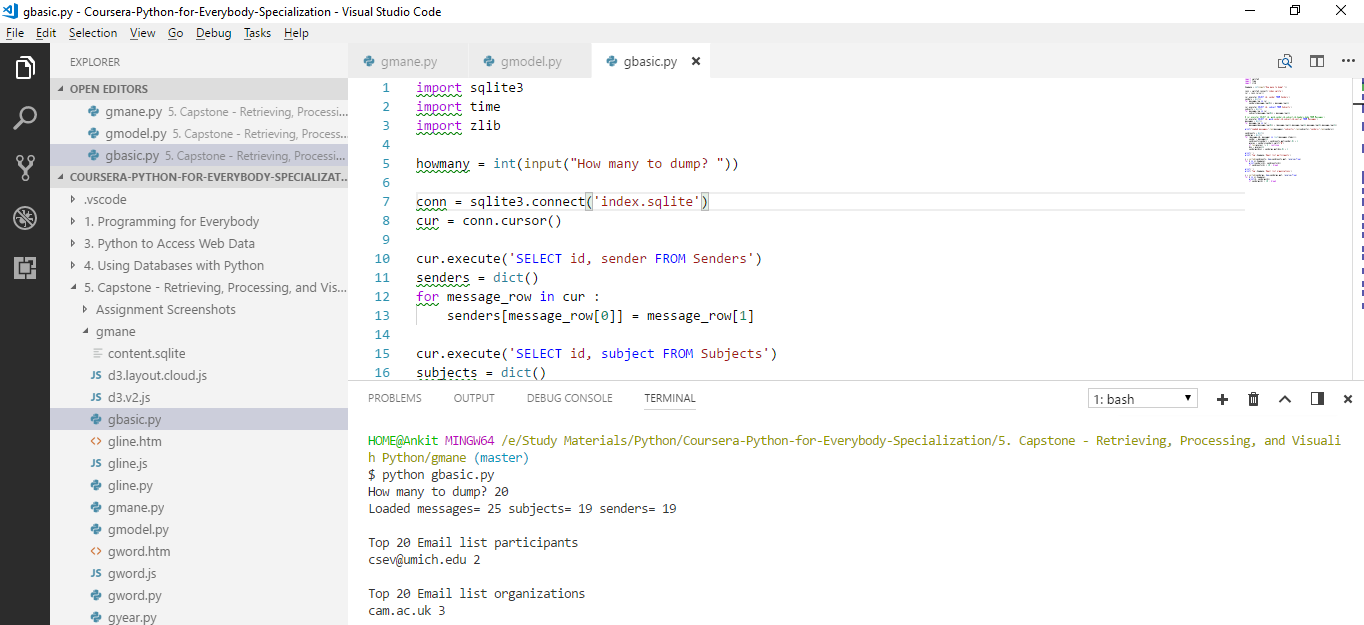 gbasic.py - Coursera-Python-for-Everybody-Specialization - Visual Studio Code
File Edit Selection View Go Debug Tasks Help
EXPLORER
OPEN EDITORS
gmane.py 5. Capstone - Retrieving, Processi...
gmodel.py 5. Capstone - Retrieving, Process...
gbasic.py 5. Capstone - Retrieving, Processi...
COURSERA-PYTHON-FOR-EVERYBODY-SPECIALIZAT...
.vscode
1. Programming for Everybody
3. Python to Access Web Data
4. Using Databases with Python
5. Capstone - Retrieving, Processing, and Vis...
Assignment Screenshots
gmane
content.sqlite
JS d3.layout.cloud.js
JS d3.v2.js
gbasic.py
<> gline.htm
JS gline.js
gline.py
gmane.py
gmodel.py
<> gword.htm
JS gword.js
gword.py
gyear.py
gmane.py gmodel.py gbasic.py
1 import sqlite3
2 import time
3 import zlib
4
5 howmany = int(input("How many to dump? "))
6
7 conn = sqlite3.connect('index.sqlite')
8 cur = conn.cursor()
9
10 cur.execute('SELECT id, sender FROM Senders')
11 senders = dict()
12 for message_row in cur :
13 senders[message_row[0]] = message_row[1]
14
15 cur.execute('SELECT id, subject FROM Subjects')
16 subjects = dict()
PROBLEMS OUTPUT DEBUG CONSOLE TERMINAL 1: bash
HOME@Ankit MINGW64 /e/Study Materials/Python/Coursera-Python-for-Everybody-Specialization/5. Capstone - Retrieving, Processing, and Visuali
h Python/gmane (master)
$ python gbasic.py
How many to dump? 20
Loaded messages= 25 subjects= 19 senders= 19
Top 20 Email list participants
csev@umich.edu 2
Top 20 Email list organizations
cam.ac.uk 3